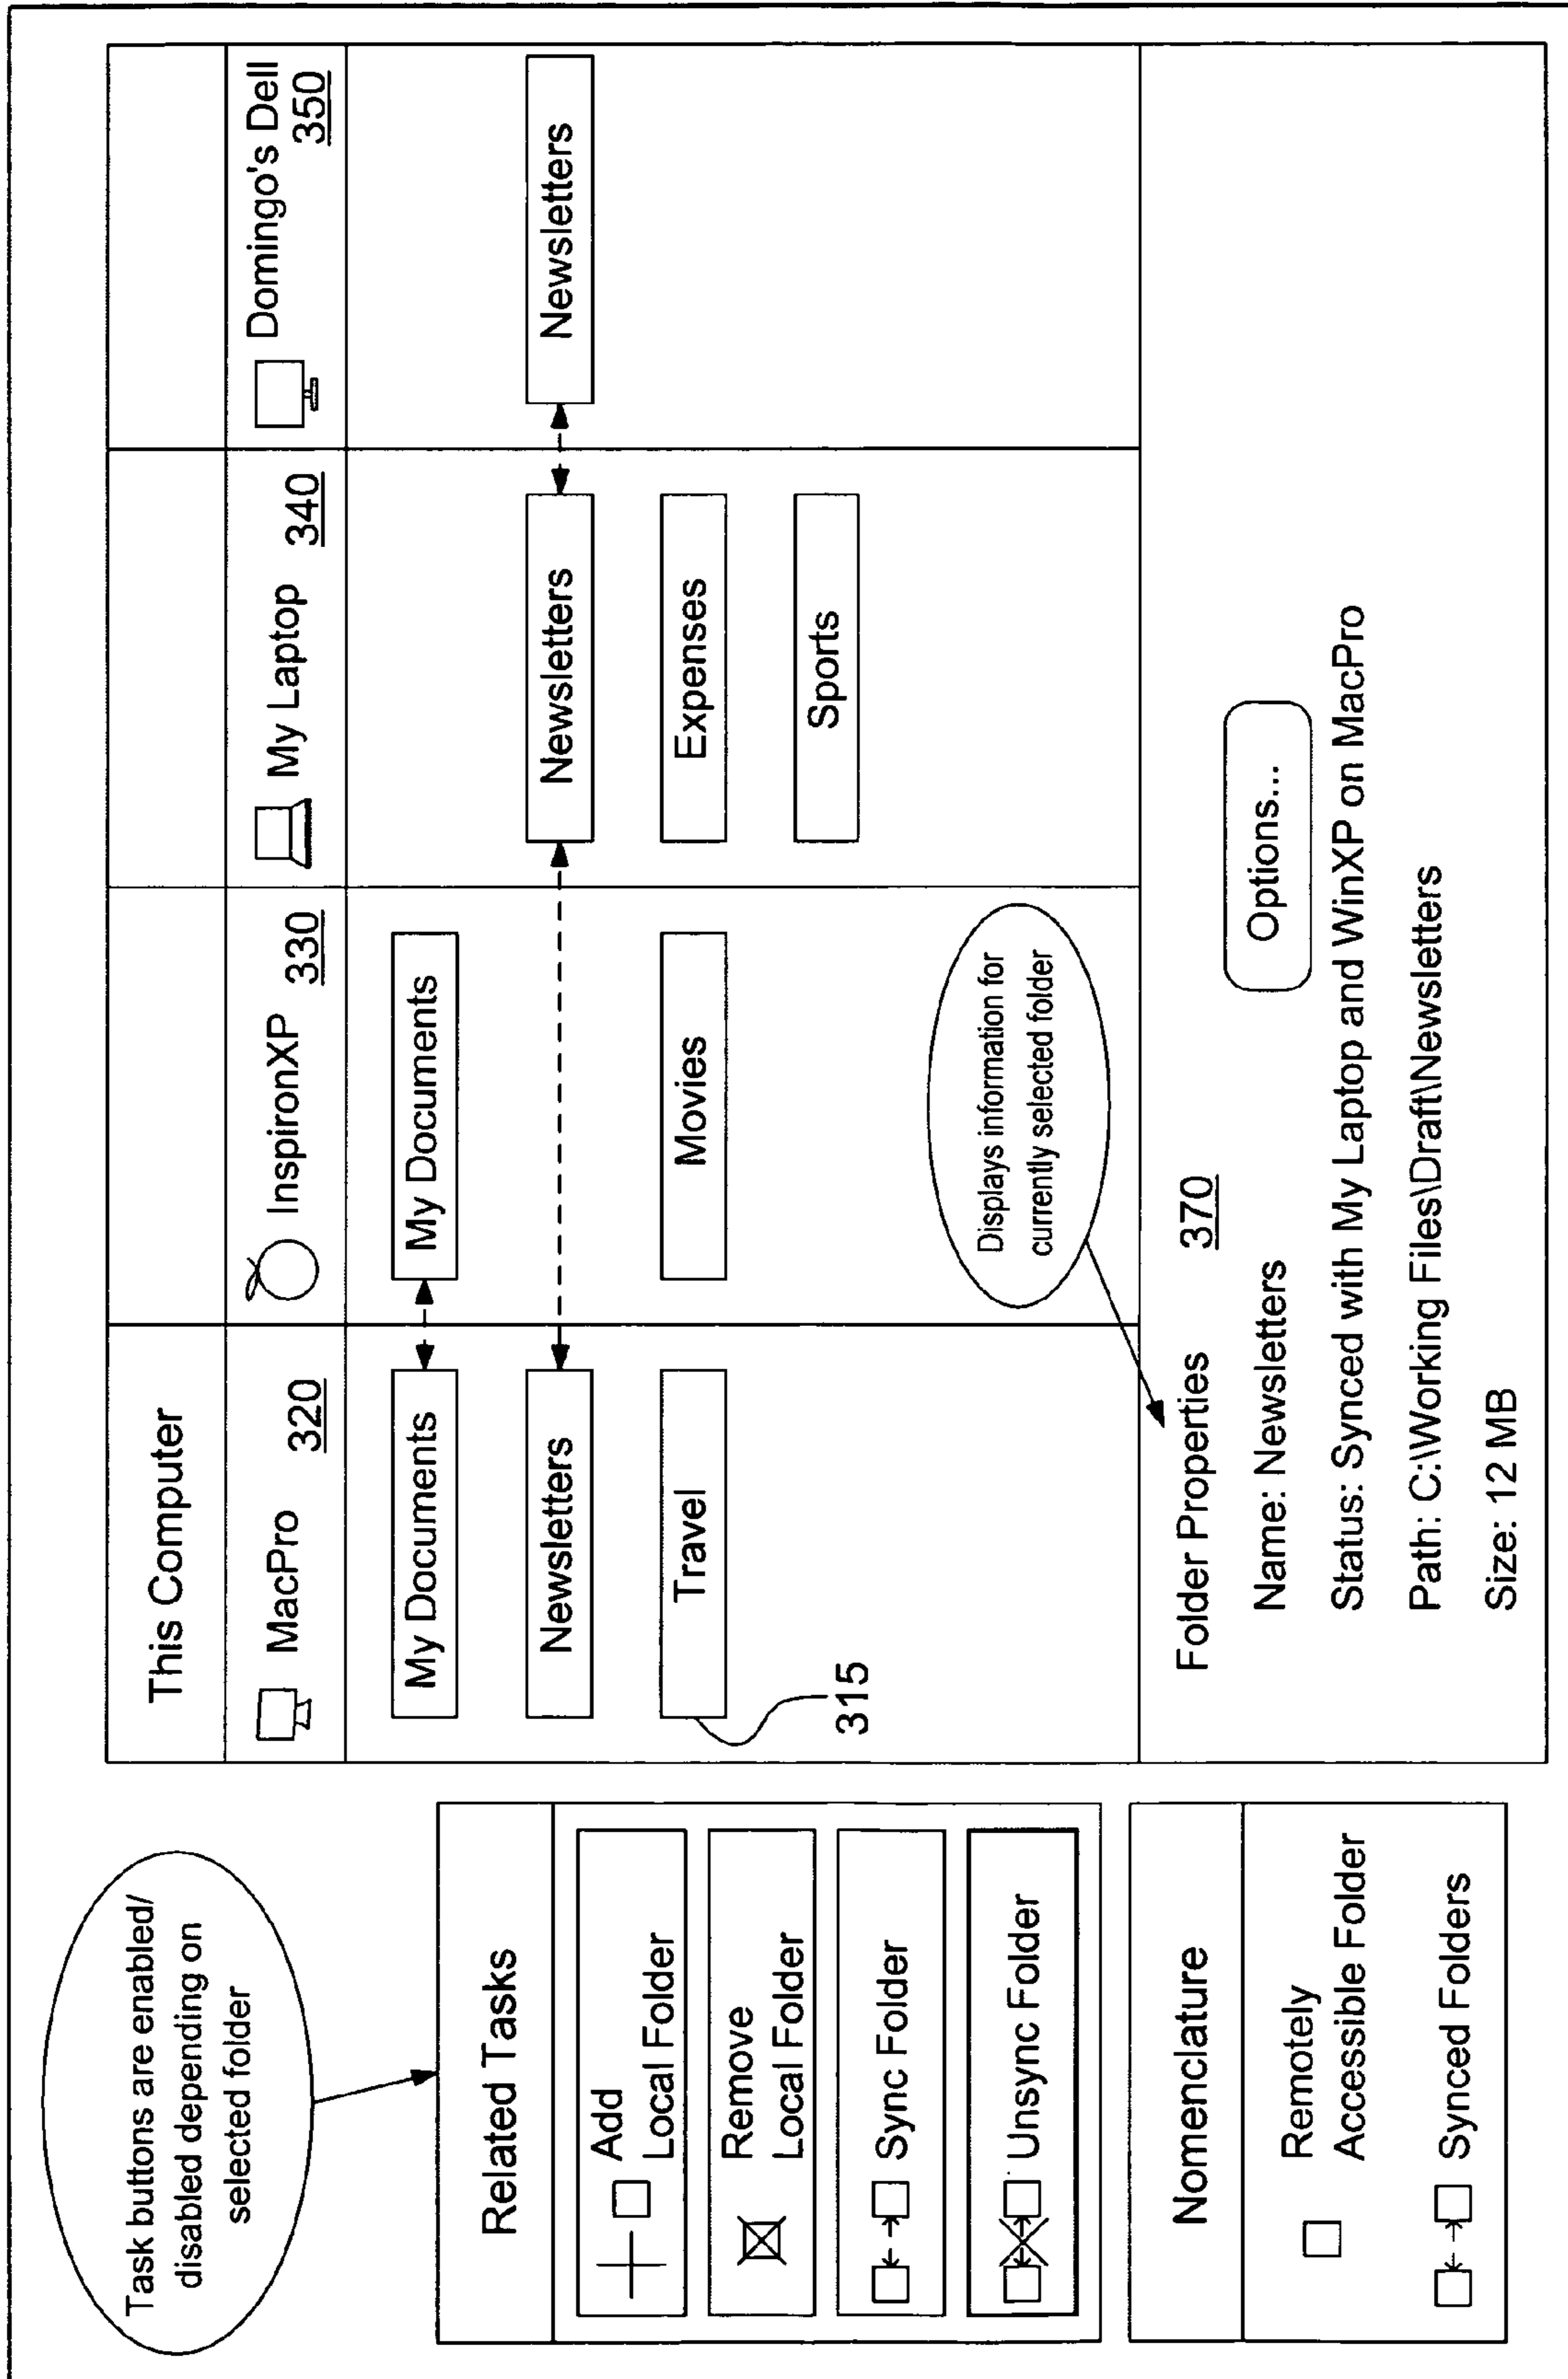 Task buttons are enabled/
disabled depending on
selected folder
Related Tasks
Add
Local Folder
Remove
Local Folder
Sync Folder
Unsync Folder
Nomenclature
Remotely
Accessible Folder
Synced Folders
This Computer
MacPro
320
InspironXP
330
My Laptop
340
Domingo's Dell
350
My Documents
My Documents
Newsletters
Newsletters
Newsletters
Travel
Movies
Expenses
Sports
315
Displays information for
currently selected folder
Folder Properties 370
Name: Newsletters
Options...
Status: Synced with My Laptop and WinXP on MacPro
Path: C:\Working Files\Draft\Newsletters
Size: 12 MB